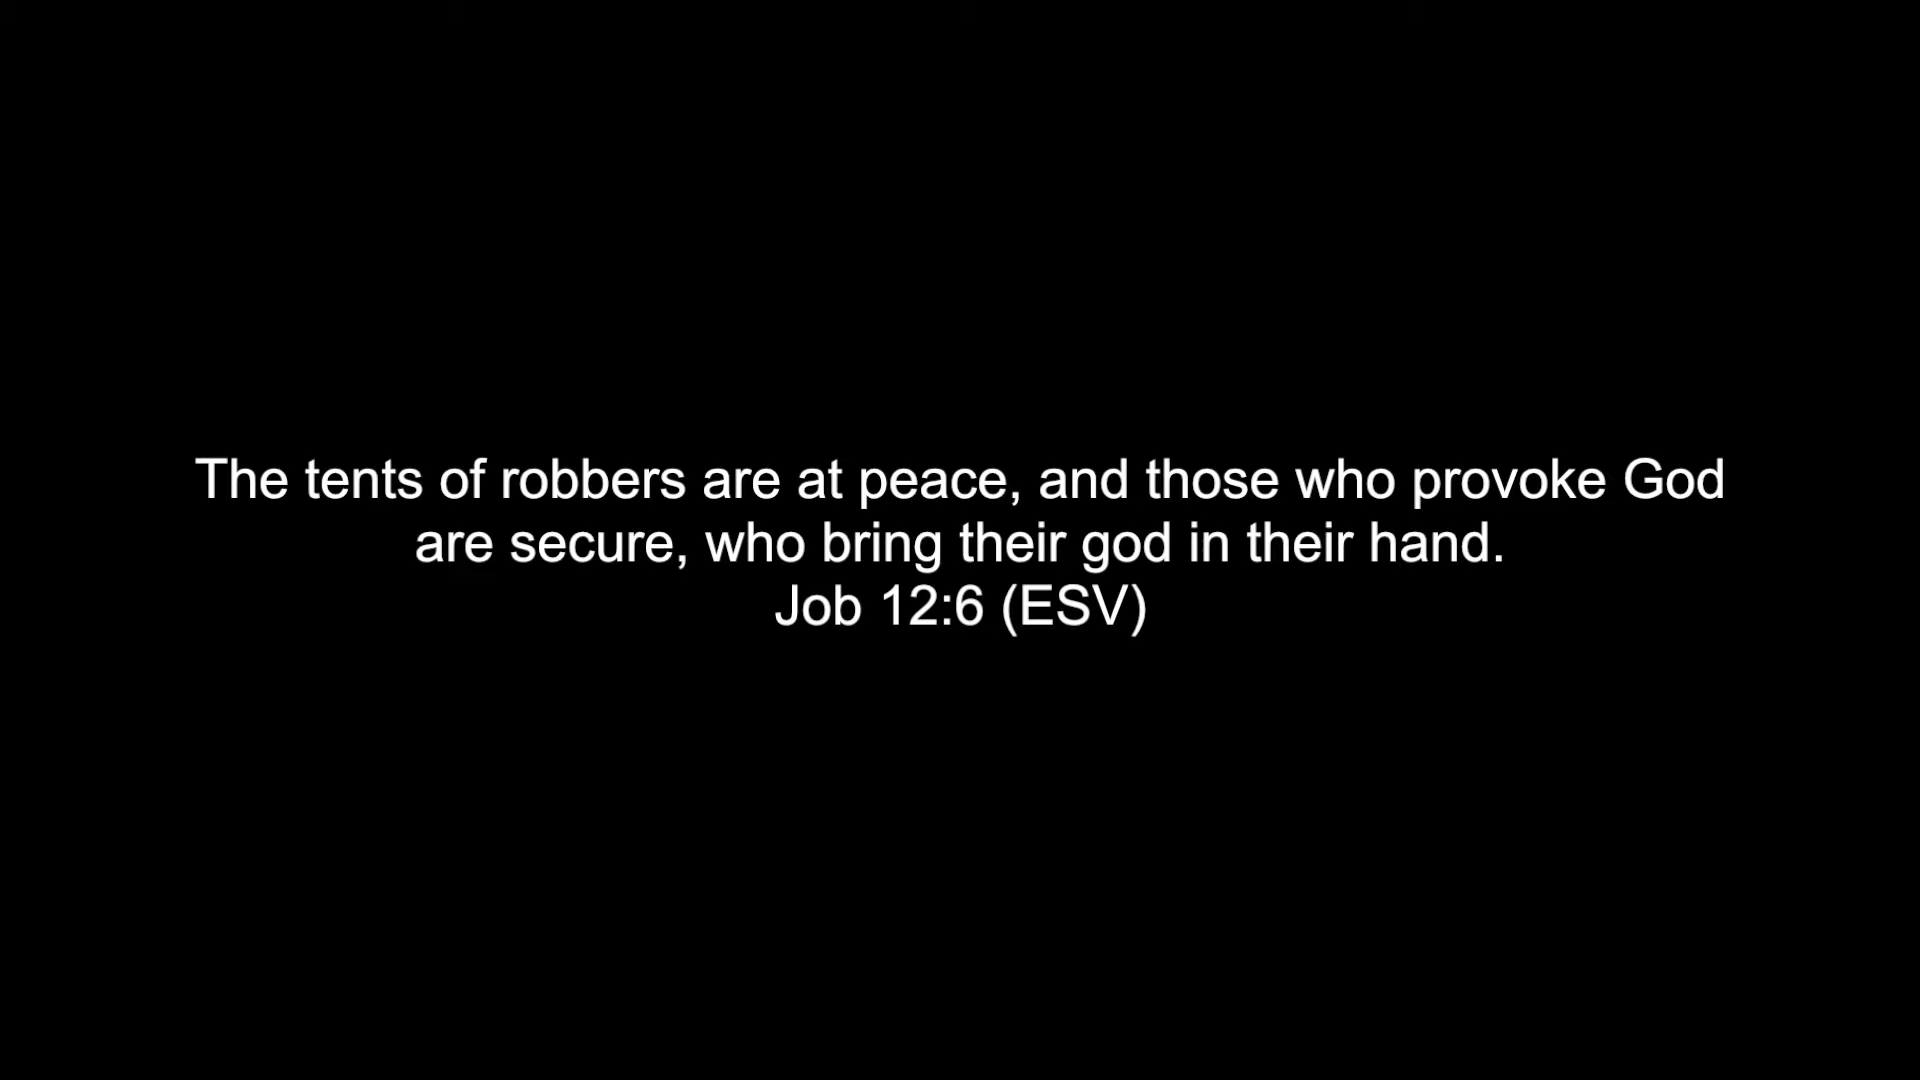 The tents of robbers are at peace, and those who provoke God
are secure, who bring their god in their hand.
Job 12:6 (ESV)